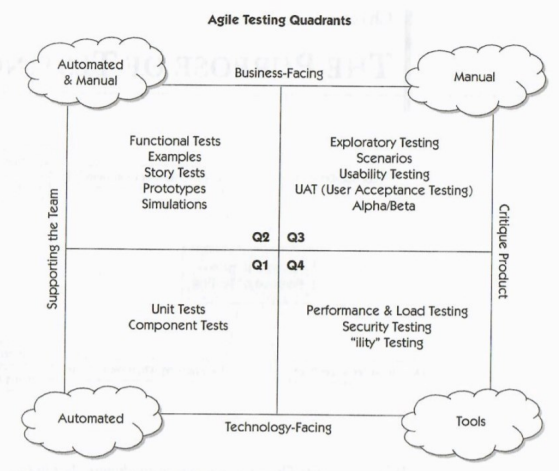 Agile Testing Quadrants
Automated
& Manual
Business-Facing
Manual
Functional Tests
Examples
Story Tests
Prototypes
Simulations
Exploratory Testing
Scenarios
Usability Testing
UAT (User Acceptance Testing)
Alpha/Beta
Supporting the Team
Critique Product
Q2
Q3
Q1
Q4
Unit Tests
Component Tests
Performance & Load Testing
Security Testing
"ility" Testing
Automated
Technology-Facing
Tools